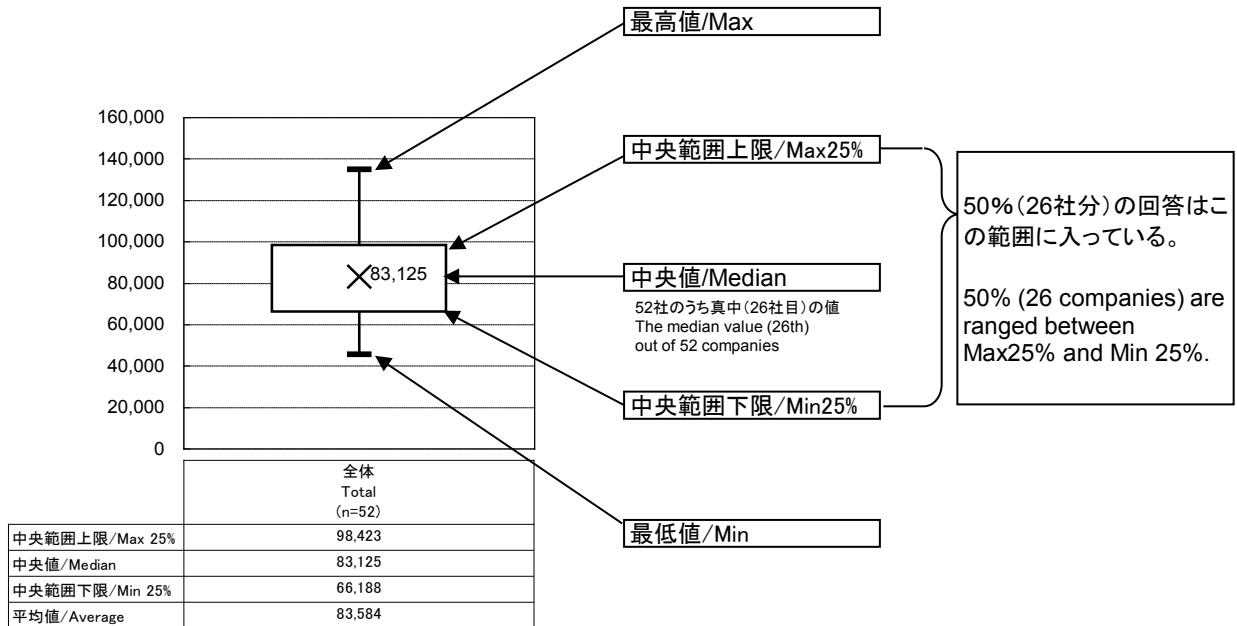 最高値/Max
160,000
140,000
120,000
100,000
80,000
60,000
40,000
20,000
0
83,125
中央範囲上限/Max25%
中央値/Median
52社のうち真中(26社目)の値
The median value (26th)
out of 52 companies
中央範囲下限/Min25%
最低値/Min
50%(26社分)の回答はこ
の範囲に入っている。
50% (26 companies) are
ranged between
Max25% and Min 25%.
全体
Total
(n=52)
中央範囲上限/Max 25% 98,423
中央値/Median 83,125
中央範囲下限/Min 25% 66,188
平均値/Average 83,584